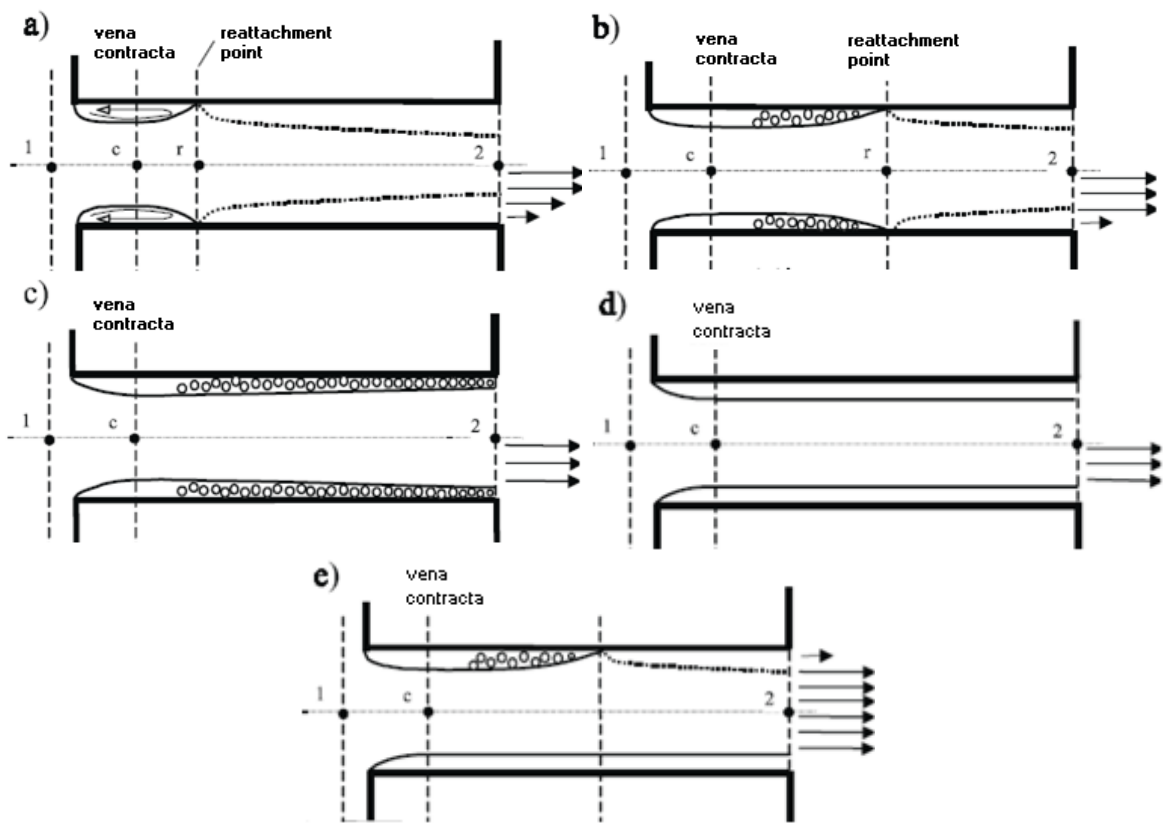 a)
vena
contracta
reattachment
point
1
c
r
2
b)
vena
contracta
reattachment
point
1
c
r
2
c)
vena
contracta
1
c
2
d)
vena
contracta
1
c
2
e)
vena
contracta
1
c
2